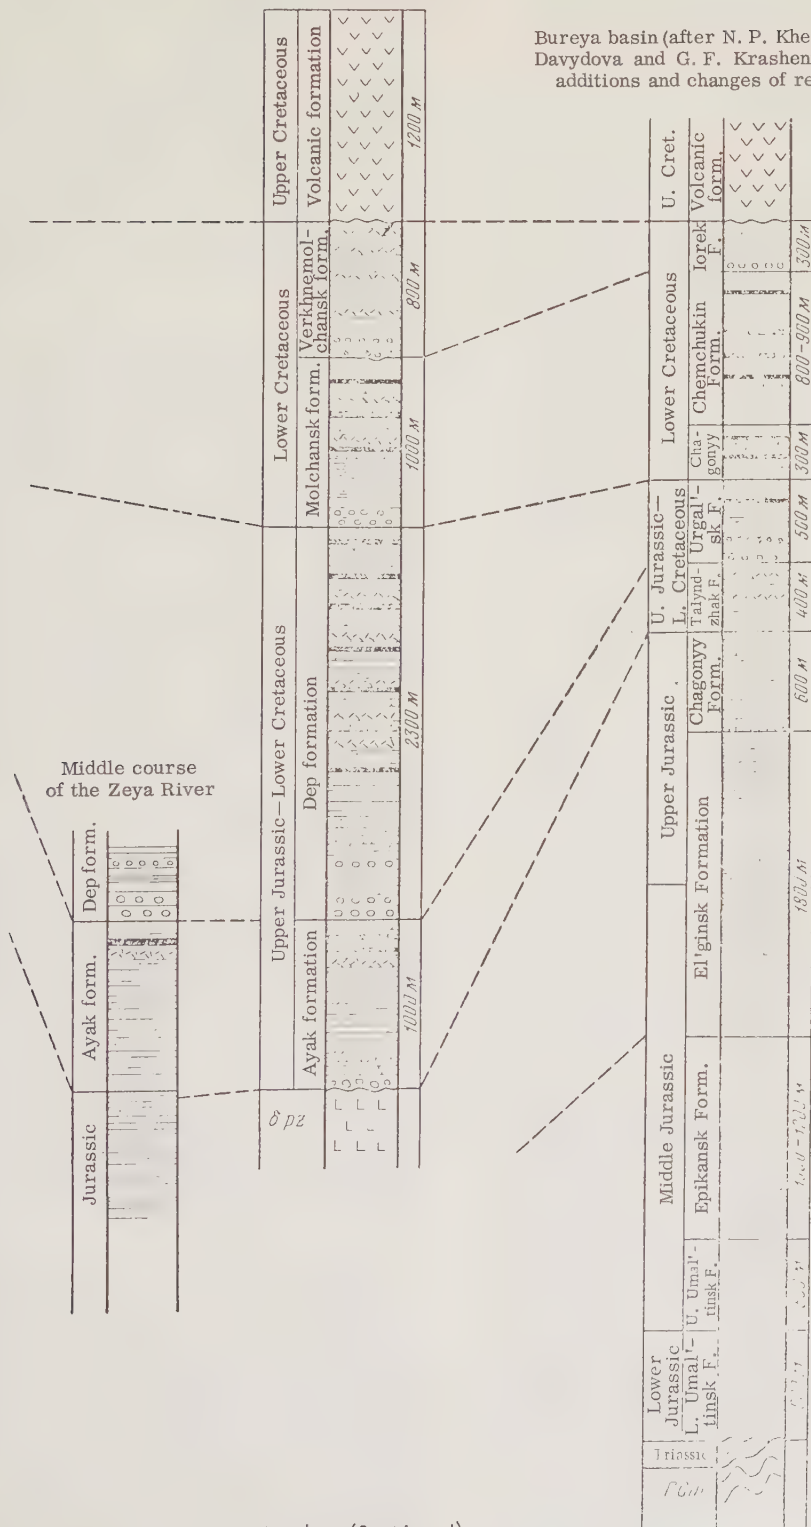 Bureya basin (after N. P. Khe
Davydova and G. F. Krashen
additions and changes of re
Upper Cretaceous
Volcanic formation
1200 м
Lower Cretaceous
Verkhnemol-
chansk form.
800 м
Molchansk form.
1000 м
Upper Jurassic—Lower Cretaceous
Dep formation
2300 м
Ayak formation
1000 м
δ pz
Middle course
of the Zeya River
Dep form.
Ayak form.
Jurassic
U. Cret.
Volcanic
form.
Lower Cretaceous
Iorek
F.
300 м
Chemchukin
Form.
800-900 м
Cha-
gonyy
300 м
U. Jurassic—
L. Cretaceous
Urgal'-
sk F.
500 м
Talynd-
zhak F.
400 м
Upper Jurassic
Chagonyy
Form.
600 м
El'ginsk Formation
1800 м
Middle Jurassic
Epikansk Form.
U. Umal'-
tinsk F.
Lower
Jurassic
L. Umal'-
tinsk F.
Triassic
(Continued)